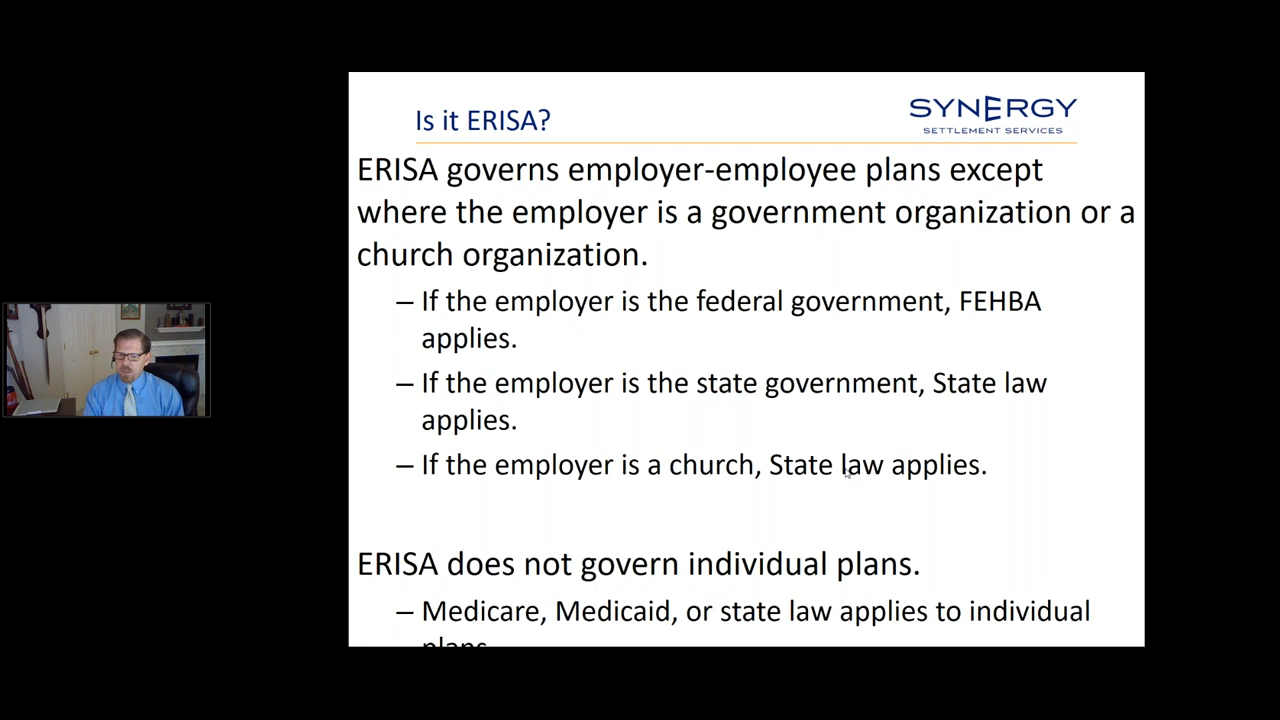 Is it ERISA?
SYNERGY
SETTLEMENT SERVICES
ERISA governs employer-employee plans except
where the employer is a government organization or a
church organization.
– If the employer is the federal government, FEHBA
applies.
– If the employer is the state government, State law
applies.
– If the employer is a church, State law applies.
ERISA does not govern individual plans.
– Medicare, Medicaid, or state law applies to individual
plans